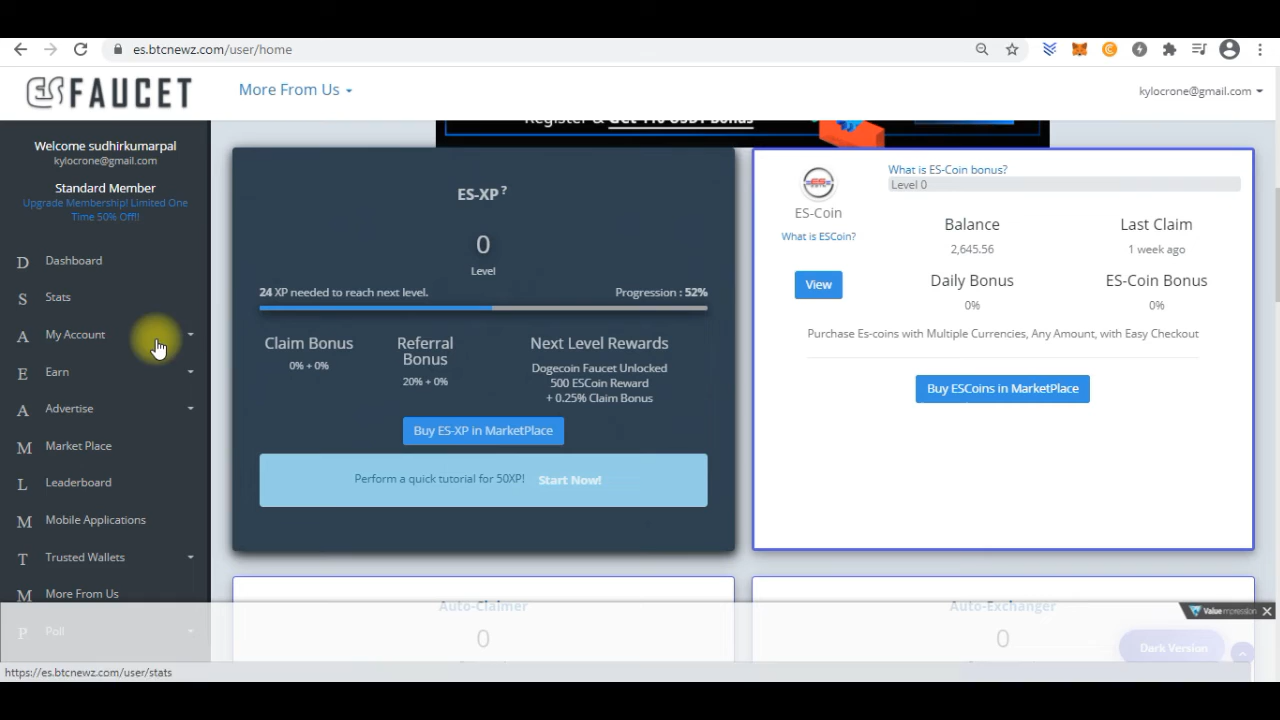 es.btcnewz.com/user/home
ES FAUCET
More From Us
kylocrone@gmail.com
Register & Get 110 USDT Bonus
Welcome sudhirkumarpal
kylocrone@gmail.com
Standard Member
Upgrade Membership! Limited One
Time 50% Off!!
D Dashboard
S Stats
A My Account
E Earn
A Advertise
M Market Place
L Leaderboard
M Mobile Applications
T Trusted Wallets
M More From Us
P Poll
ES-XP ?
0
Level
24 XP needed to reach next level.
Progression : 52%
Claim Bonus
0% + 0%
Referral
Bonus
20% + 0%
Next Level Rewards
Dogecoin Faucet Unlocked
500 ESCoin Reward
+ 0.25% Claim Bonus
Buy ES-XP in MarketPlace
Perform a quick tutorial for 50XP! Start Now!
ES-Coin
What is ESCoin?
View
What is ES-Coin bonus?
Level 0
Balance
2,645.56
Last Claim
1 week ago
Daily Bonus
0%
ES-Coin Bonus
0%
Purchase Es-coins with Multiple Currencies, Any Amount, with Easy Checkout
Buy ESCoins in MarketPlace
Auto-Claimer
0
Auto-Exchanger
0
Valueimpression
Dark Version
https://es.btcnewz.com/user/stats